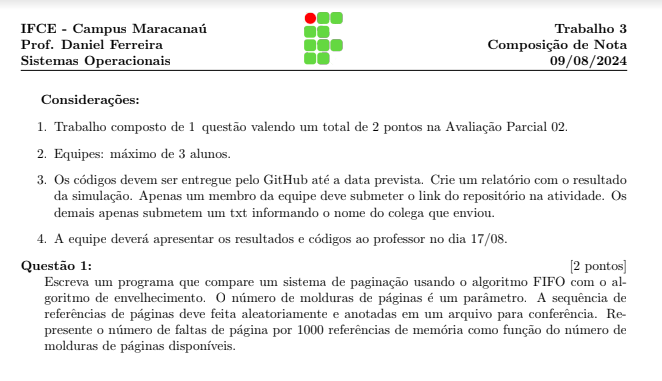 IFCE - Campus Maracanaú
Prof. Daniel Ferreira
Sistemas Operacionais
Trabalho 3
Composição de Nota
09/08/2024
Considerações:
1. Trabalho composto de 1 questão valendo um total de 2 pontos na Avaliação Parcial 02.
2. Equipes: máximo de 3 alunos.
3. Os códigos devem ser entregue pelo GitHub até a data prevista. Crie um relatório com o resultado
da simulação. Apenas um membro da equipe deve submeter o link do repositório na atividade. Os
demais apenas submetem um txt informando o nome do colega que enviou.
4. A equipe deverá apresentar os resultados e códigos ao professor no dia 17/08.
Questão 1: [2 pontos]
Escreva um programa que compare um sistema de paginação usando o algoritmo FIFO com o al-
goritmo de envelhecimento. O número de molduras de páginas é um parâmetro. A sequência de
referências de páginas deve feita aleatoriamente e anotadas em um arquivo para conferência. Re-
presente o número de faltas de página por 1000 referências de memória como função do número de
molduras de páginas disponíveis.